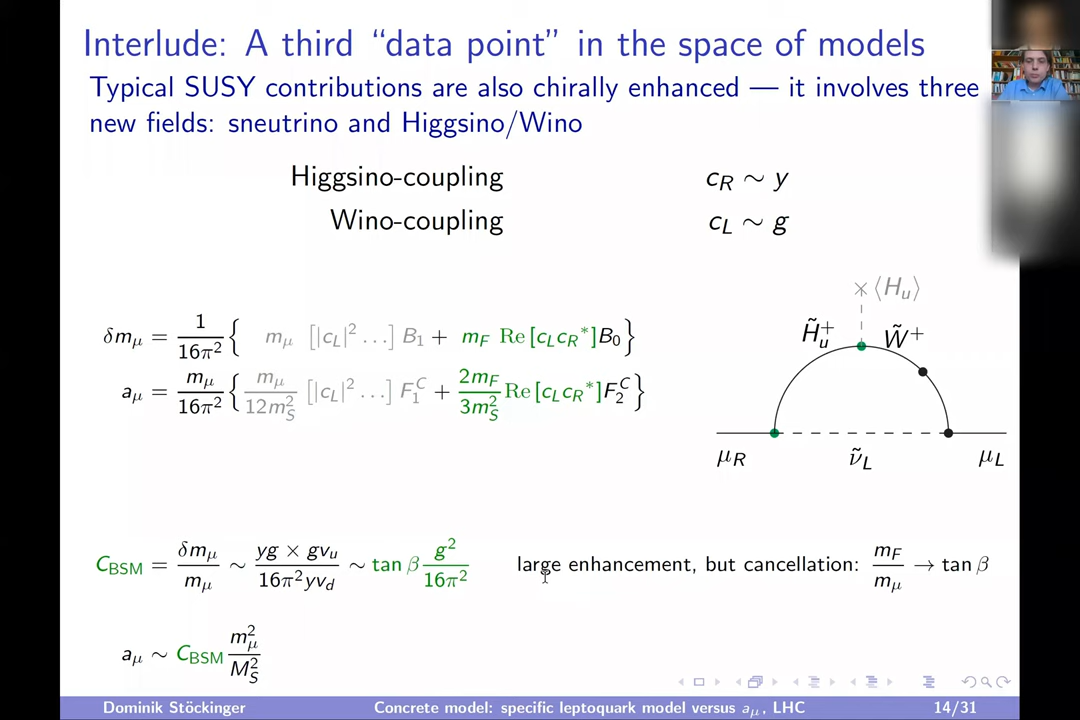 Interlude: A third “data point” in the space of models
Typical SUSY contributions are also chirally enhanced — it involves three
new fields: sneutrino and Higgsino/Wino
Higgsino-coupling c_R ∼ y
Wino-coupling c_L ∼ g
×⟨H_u⟩
H̃_u^+ W̃^+
δm_μ = 1/16π² { m_μ [|c_L|² …] B_1 + m_F Re [c_L c_R^*]B_0 }
a_μ = m_μ/16π² { m_μ/12m_S² [|c_L|² …] F_1^C + 2m_F/3m_S² Re [c_L c_R^*]F_2^C }
μ_R ν̃_L μ_L
C_BSM = δm_μ/m_μ ∼ yg × gv_u/16π²yv_d ∼ tan β g²/16π² large enhancement, but cancellation: m_F/m_μ → tan β
a_μ ∼ C_BSM m_μ²/M_S²
Dominik Stöckinger Concrete model: specific leptoquark model versus a_μ, LHC 14/31